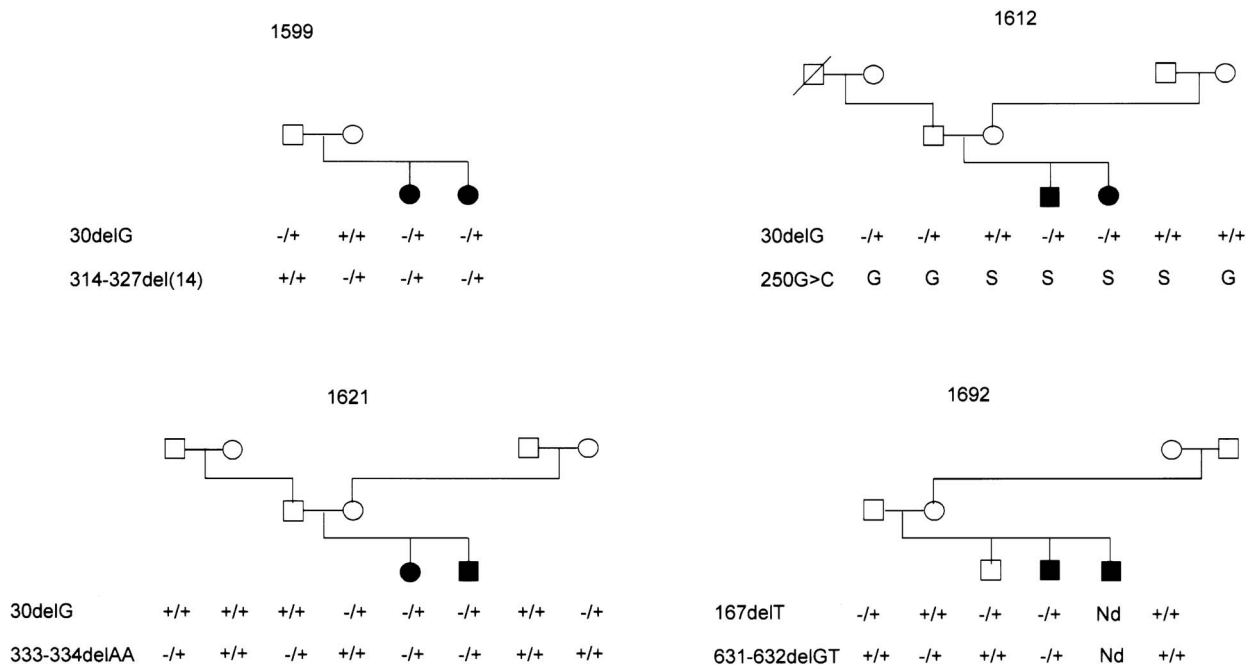 1599
30delG -/+ +/+ -/+ -/+
314-327del(14) +/+ -/+ -/+ -/+
1612
30delG -/+ -/+ +/+ -/+ -/+ +/+ +/+
250G>C G G S S S S G
1621
30delG +/+ +/+ +/+ -/+ -/+ -/+ +/+ -/+
333-334delAA -/+ +/+ -/+ +/+ -/+ -/+ +/+ +/+
1692
167delT -/+ +/+ -/+ -/+ Nd +/+
631-632delGT +/+ -/+ +/+ -/+ Nd +/+